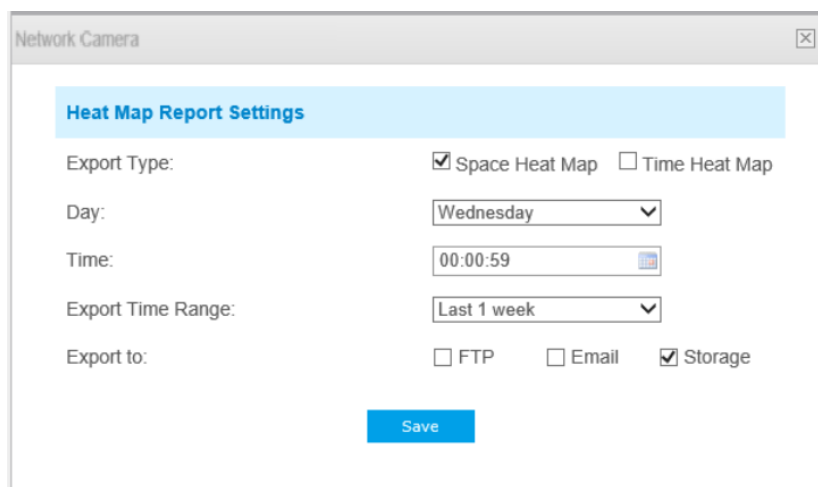 Network Camera
Heat Map Report Settings
Export Type: Space Heat Map Time Heat Map
Day: Wednesday
Time: 00:00:59
Export Time Range: Last 1 week
Export to: FTP Email Storage
Save